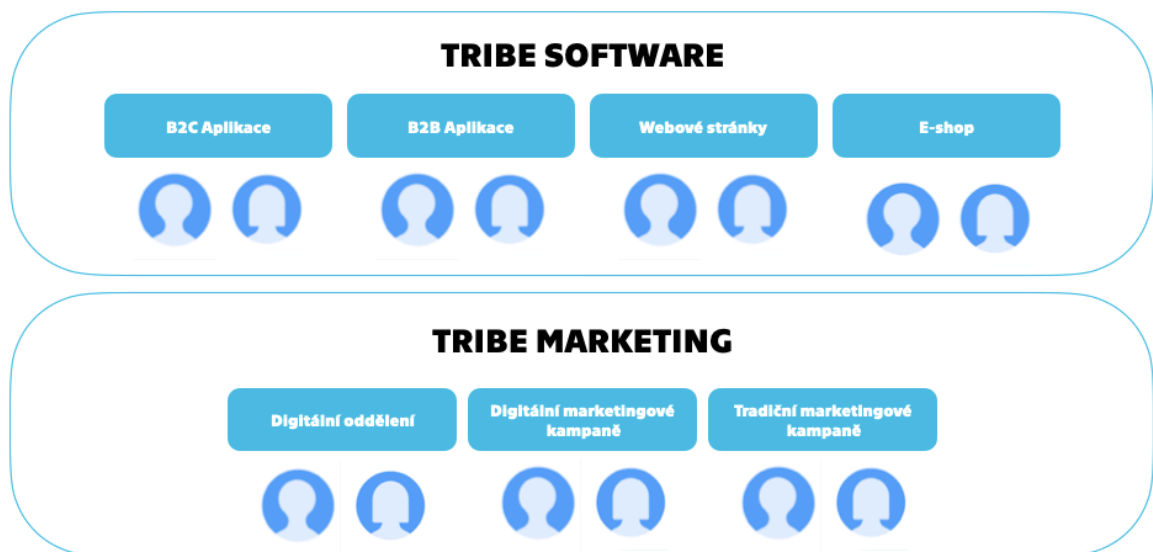 TRIBE SOFTWARE
B2C Aplikace
B2B Aplikace
Webové stránky
E-shop
TRIBE MARKETING
Digitální oddělení
Digitální marketingové
kampaně
Tradiční marketingové
kampaně